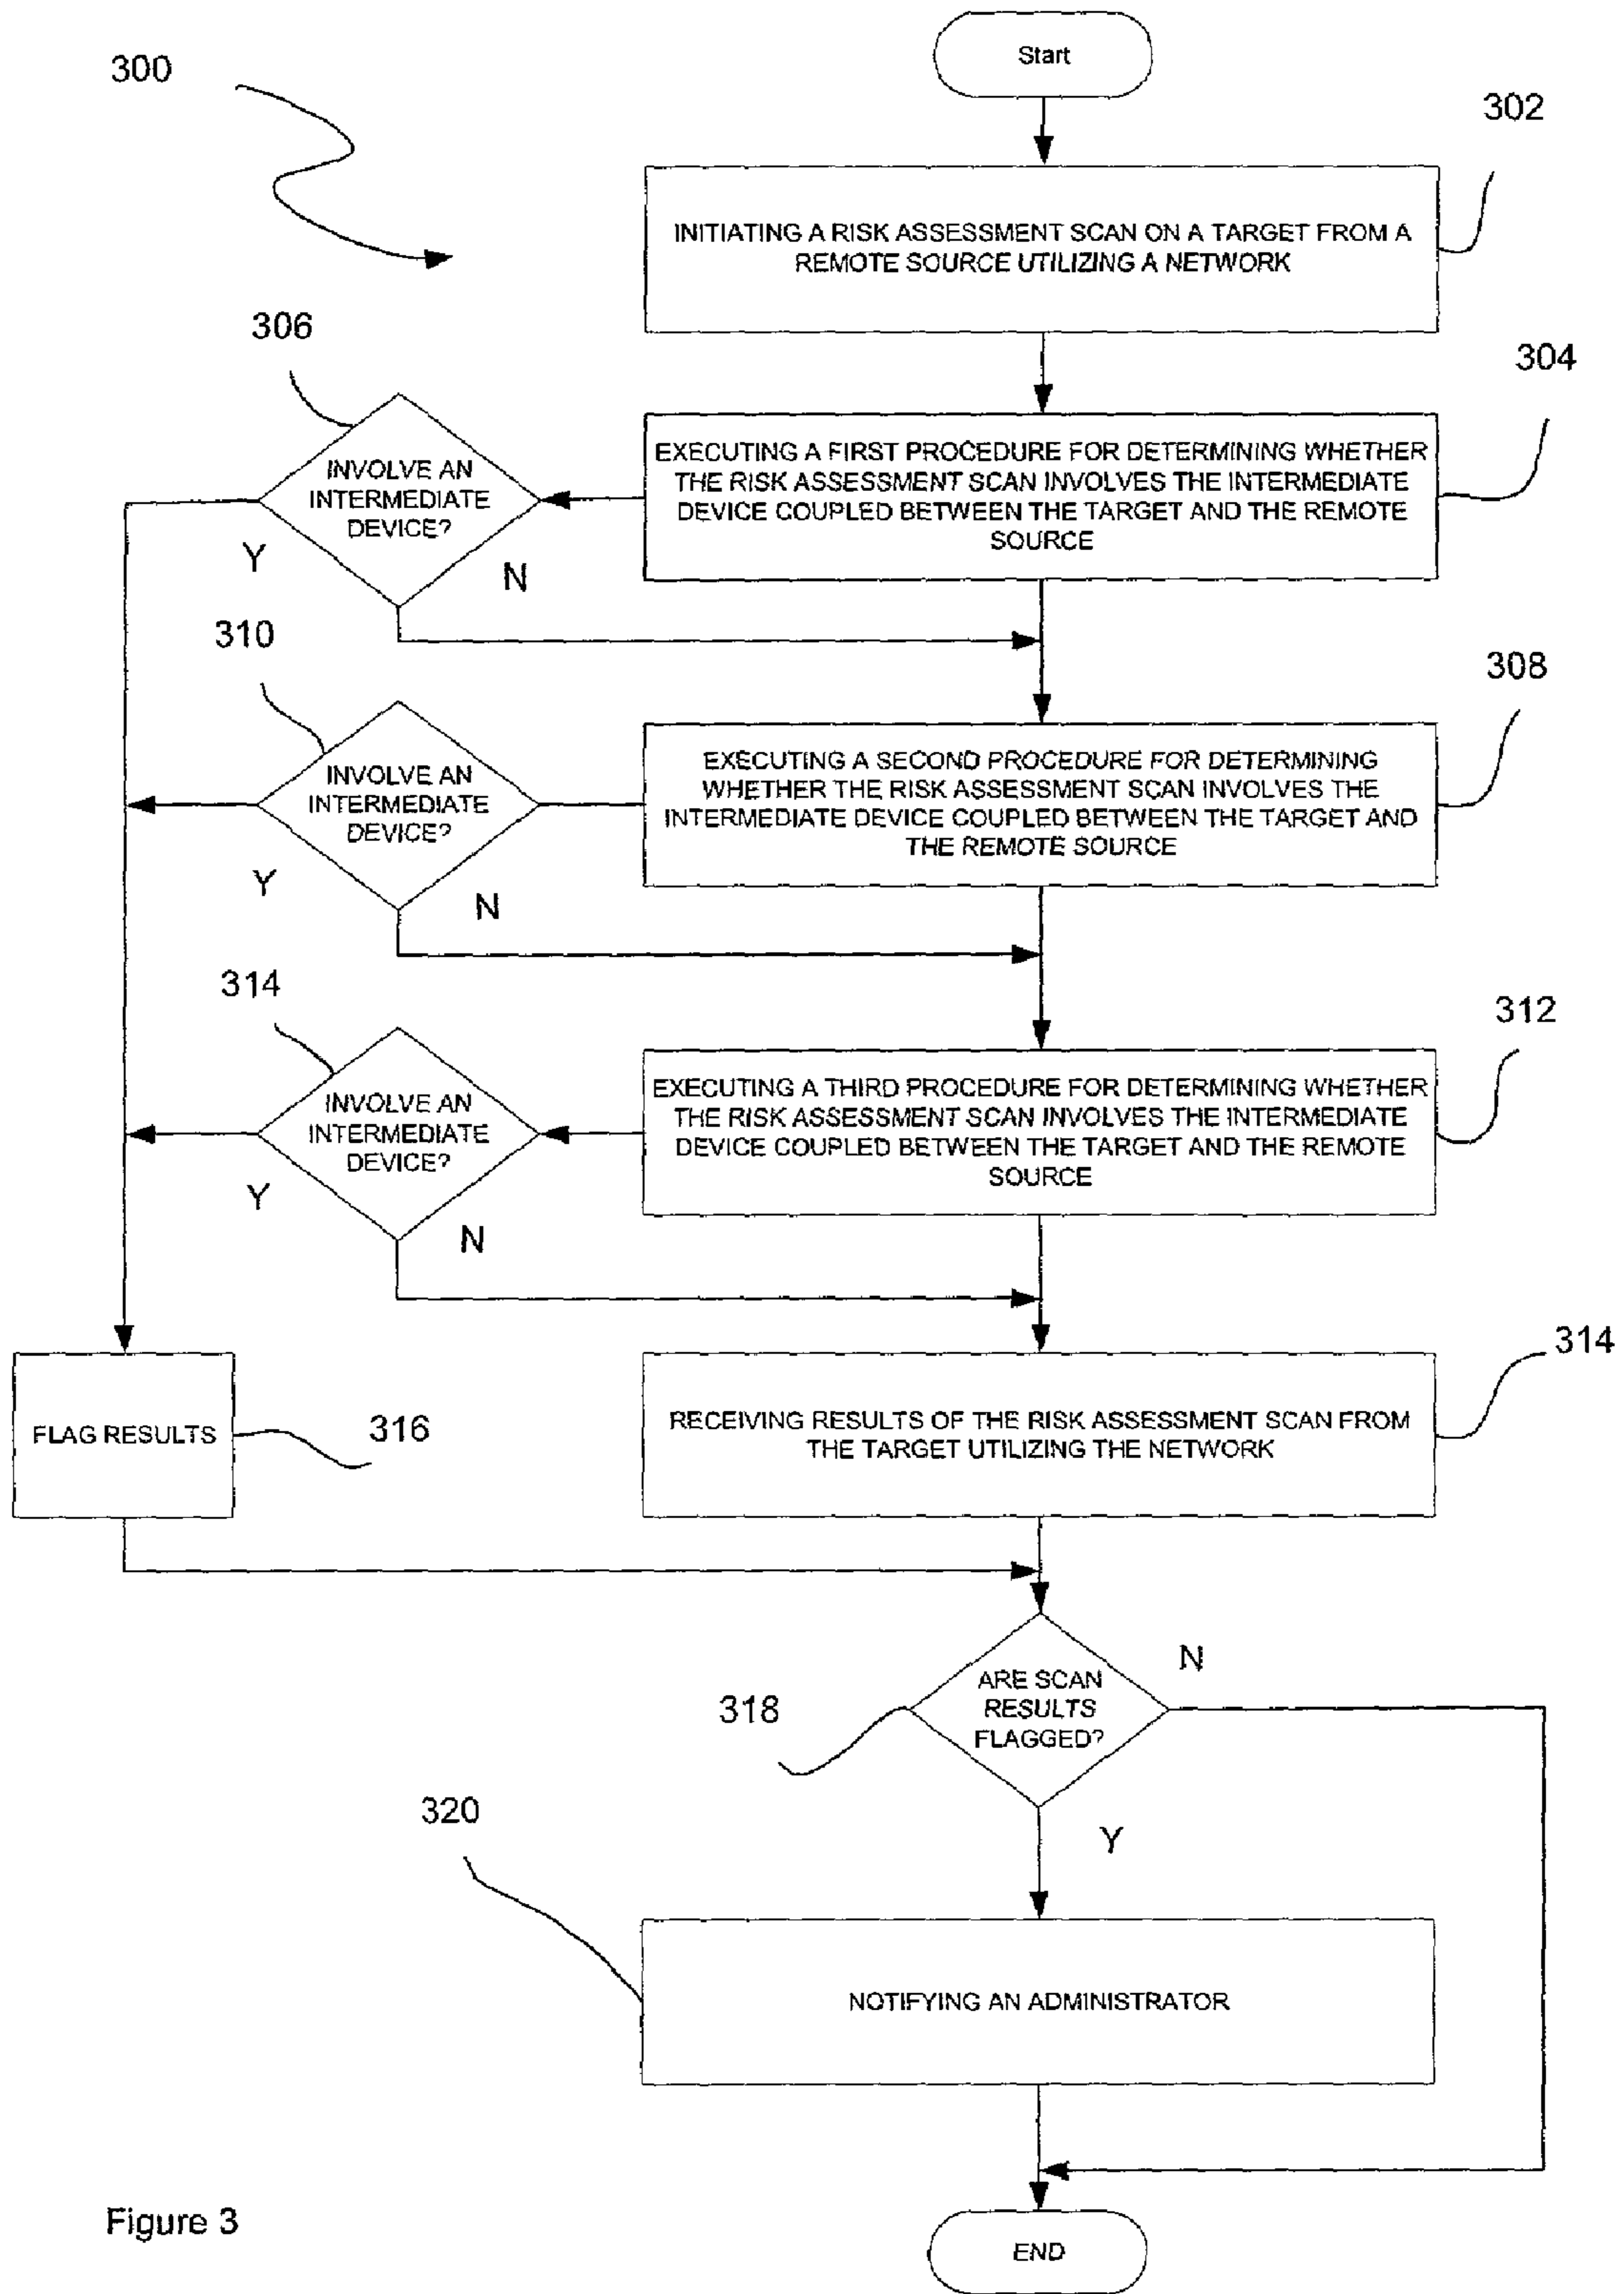 Start
300
302
INITIATING A RISK ASSESSMENT SCAN ON A TARGET FROM A
REMOTE SOURCE UTILIZING A NETWORK
306
304
INVOLVE AN
INTERMEDIATE
DEVICE?
EXECUTING A FIRST PROCEDURE FOR DETERMINING WHETHER
THE RISK ASSESSMENT SCAN INVOLVES THE INTERMEDIATE
DEVICE COUPLED BETWEEN THE TARGET AND THE REMOTE
SOURCE
Y
N
310
308
INVOLVE AN
INTERMEDIATE
DEVICE?
EXECUTING A SECOND PROCEDURE FOR DETERMINING
WHETHER THE RISK ASSESSMENT SCAN INVOLVES THE
INTERMEDIATE DEVICE COUPLED BETWEEN THE TARGET AND
THE REMOTE SOURCE
Y
N
314
312
INVOLVE AN
INTERMEDIATE
DEVICE?
EXECUTING A THIRD PROCEDURE FOR DETERMINING WHETHER
THE RISK ASSESSMENT SCAN INVOLVES THE INTERMEDIATE
DEVICE COUPLED BETWEEN THE TARGET AND THE REMOTE
SOURCE
Y
N
314
FLAG RESULTS
316
RECEIVING RESULTS OF THE RISK ASSESSMENT SCAN FROM
THE TARGET UTILIZING THE NETWORK
N
318
ARE SCAN
RESULTS
FLAGGED?
320
Y
NOTIFYING AN ADMINISTRATOR
Figure 3
END